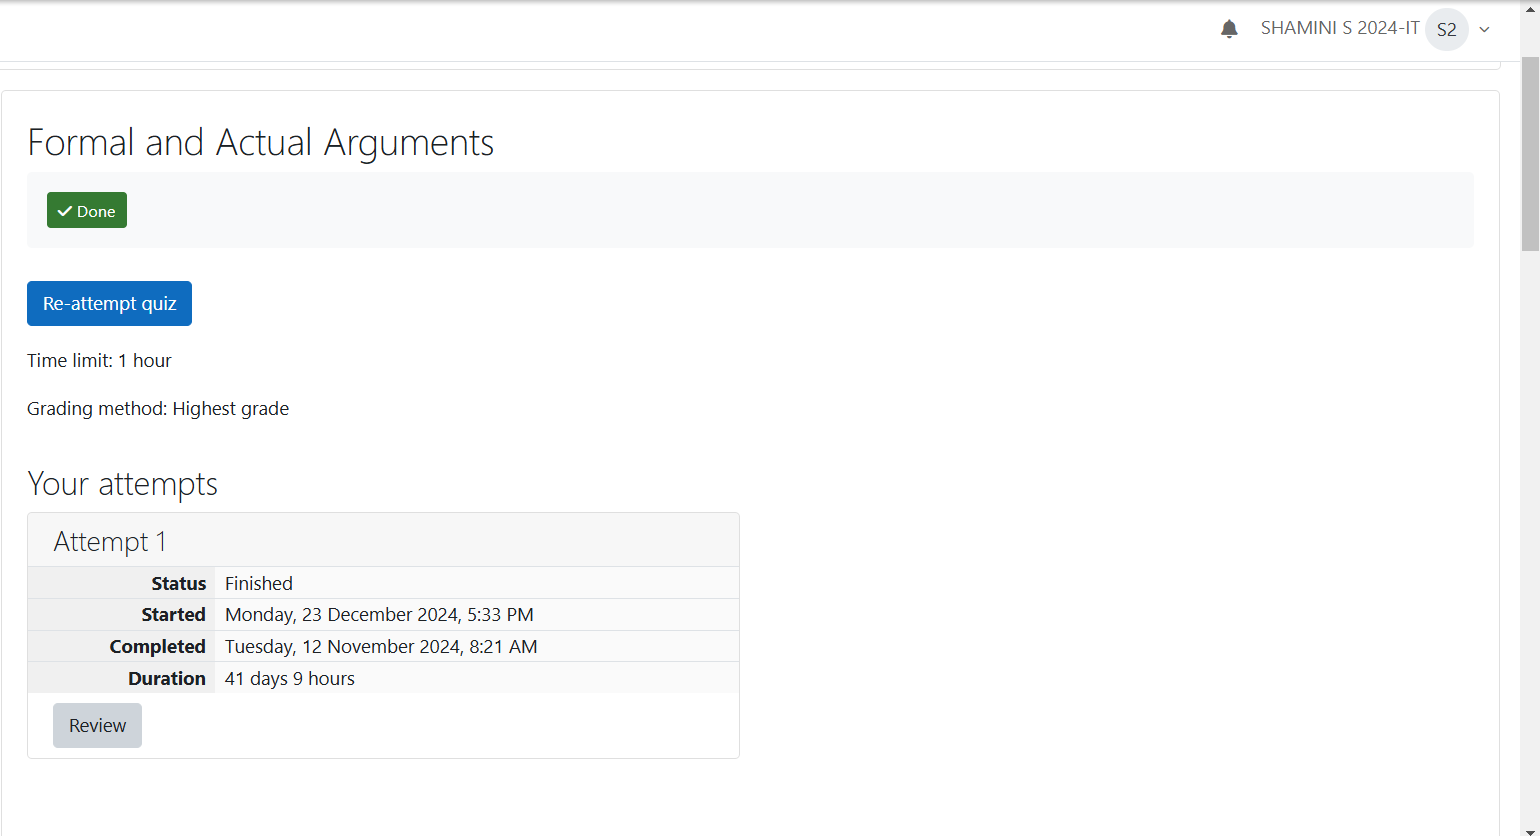 SHAMINI S 2024-IT S2
Formal and Actual Arguments
Done
Re-attempt quiz
Time limit: 1 hour
Grading method: Highest grade
Your attempts
Attempt 1
Status Finished
Started Monday, 23 December 2024, 5:33 PM
Completed Tuesday, 12 November 2024, 8:21 AM
Duration 41 days 9 hours
Review